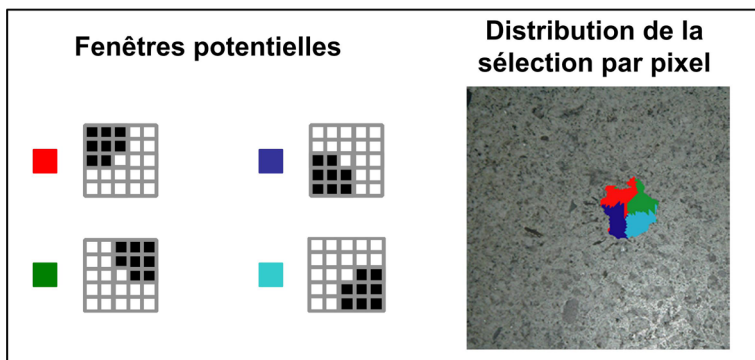 Fenêtres potentielles
Distribution de la
sélection par pixel